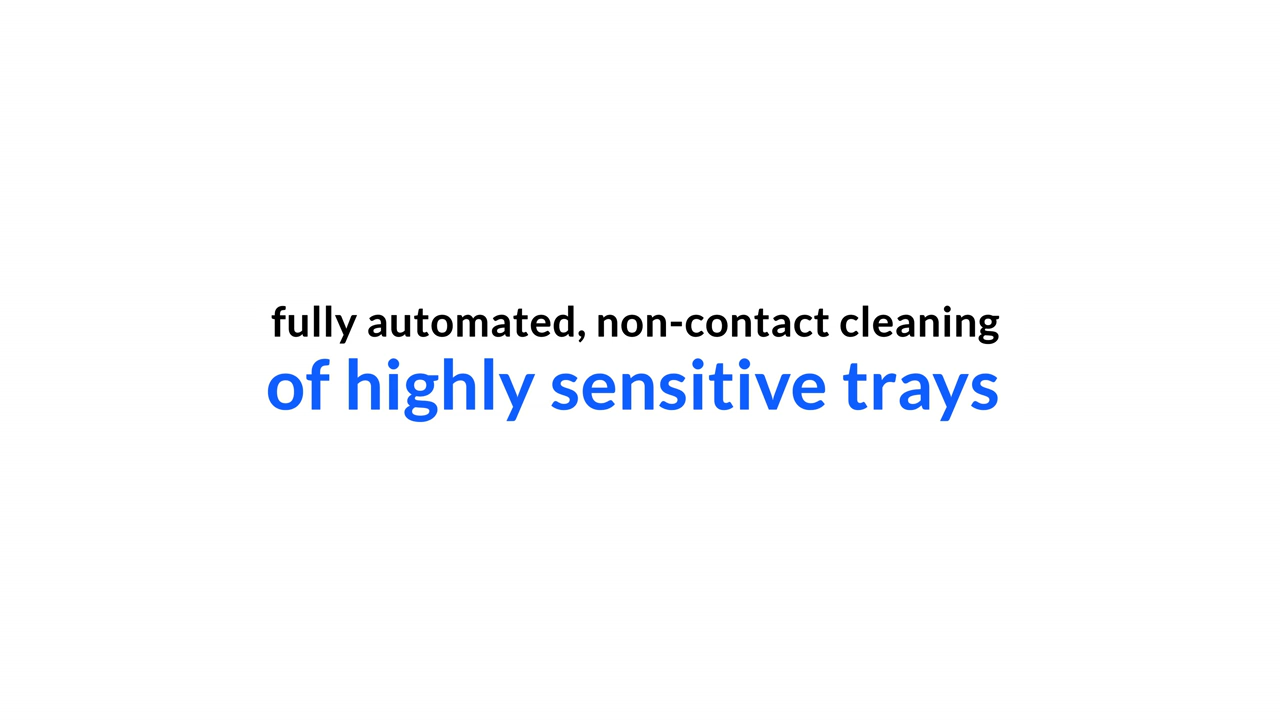 fully automated, non-contact cleaning
of highly sensitive trays